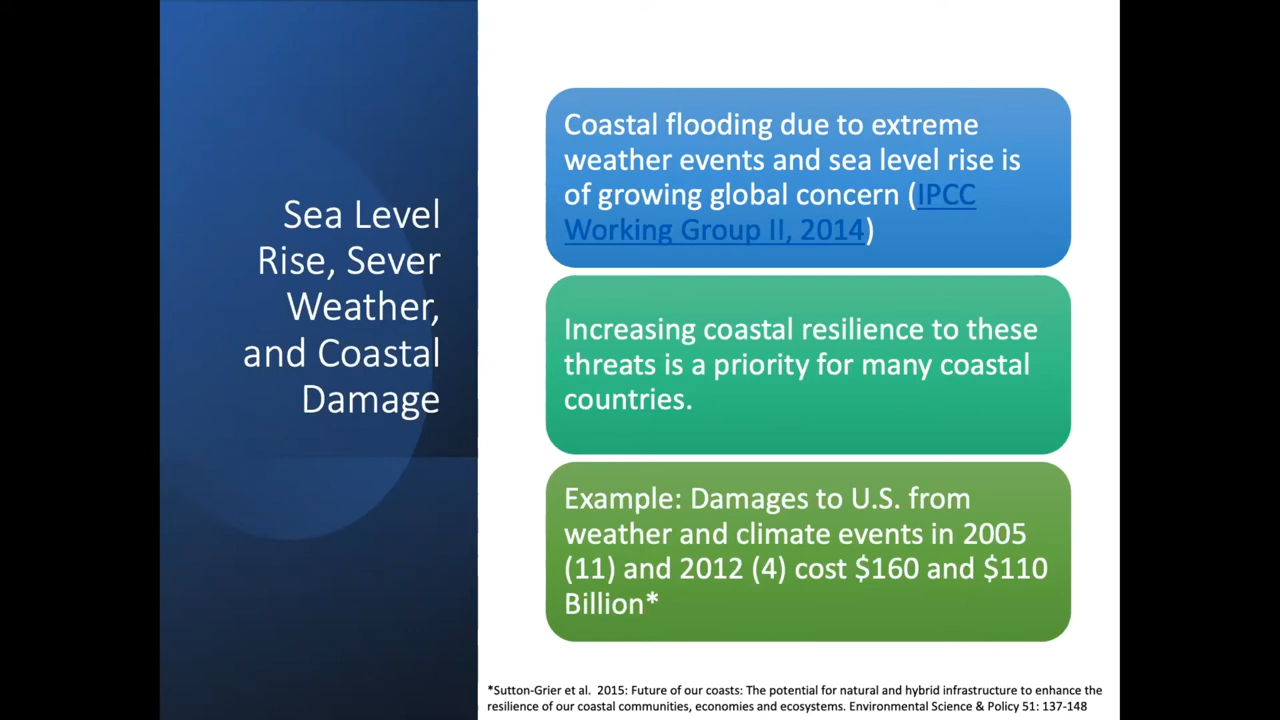 Sea Level
Rise, Sever
Weather,
and Coastal
Damage
Coastal flooding due to extreme
weather events and sea level rise is
of growing global concern (IPCC
Working Group II, 2014)
Increasing coastal resilience to these
threats is a priority for many coastal
countries.
Example: Damages to U.S. from
weather and climate events in 2005
(11) and 2012 (4) cost $160 and $110
Billion*
*Sutton-Grier et al.  2015: Future of our coasts: The potential for natural and hybrid infrastructure to enhance the
resilience of our coastal communities, economies and ecosystems. Environmental Science & Policy 51: 137-148